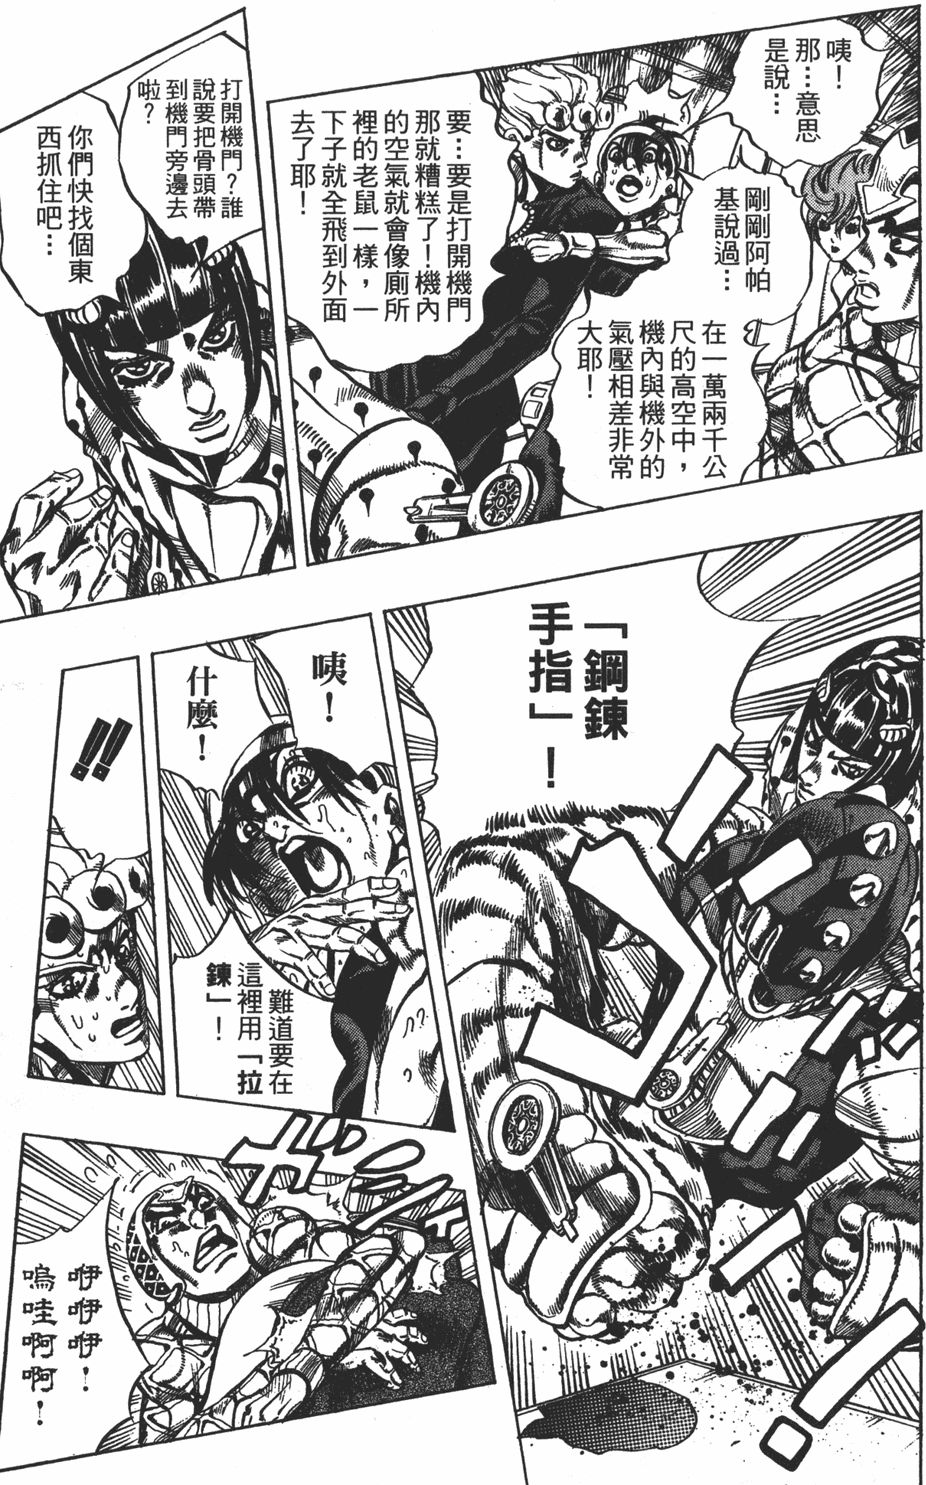 咦！
那…意思
是說…
剛剛阿帕
基說過…
在一萬兩千公
尺的高空中，
機內與機外的
氣壓相差非常
大耶！
要…要是打開機門
那就糟糕了！機內
的空氣就會像廁所
裡的老鼠一樣，一
下子就全飛到外面
去了耶！
打開機門？誰
說要把骨頭帶
到機門旁邊去
啦？
你們快找個東
西抓住吧…
「鋼鍊
手指」！
咦！
什麼！
難道要在
這裡用「拉
鍊」！
!!
咿咿咿！
嗚哇啊啊！